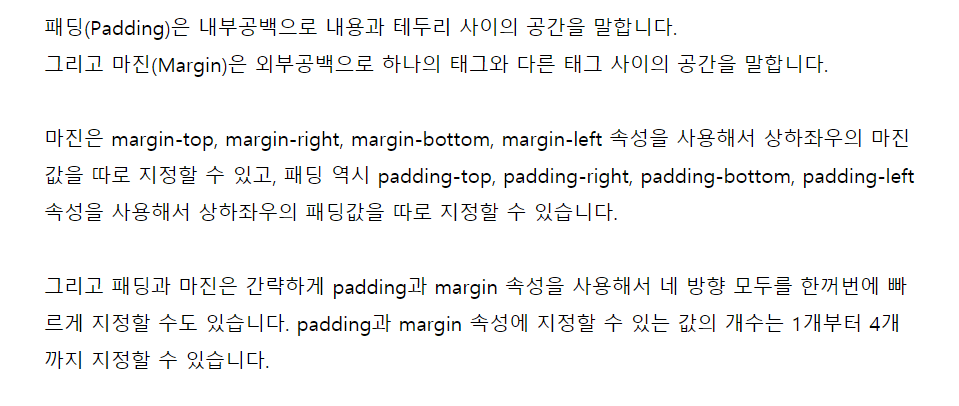 패딩(Padding)은 내부공백으로 내용과 테두리 사이의 공간을 말합니다.
그리고 마진(Margin)은 외부공백으로 하나의 태그와 다른 태그 사이의 공간을 말합니다.
마진은 margin-top, margin-right, margin-bottom, margin-left 속성을 사용해서 상하좌우의 마진
값을 따로 지정할 수 있고, 패딩 역시 padding-top, padding-right, padding-bottom, padding-left
속성을 사용해서 상하좌우의 패딩값을 따로 지정할 수 있습니다.
그리고 패딩과 마진은 간략하게 padding과 margin 속성을 사용해서 네 방향 모두를 한꺼번에 빠
르게 지정할 수도 있습니다. padding과 margin 속성에 지정할 수 있는 값의 개수는 1개부터 4개
까지 지정할 수 있습니다.